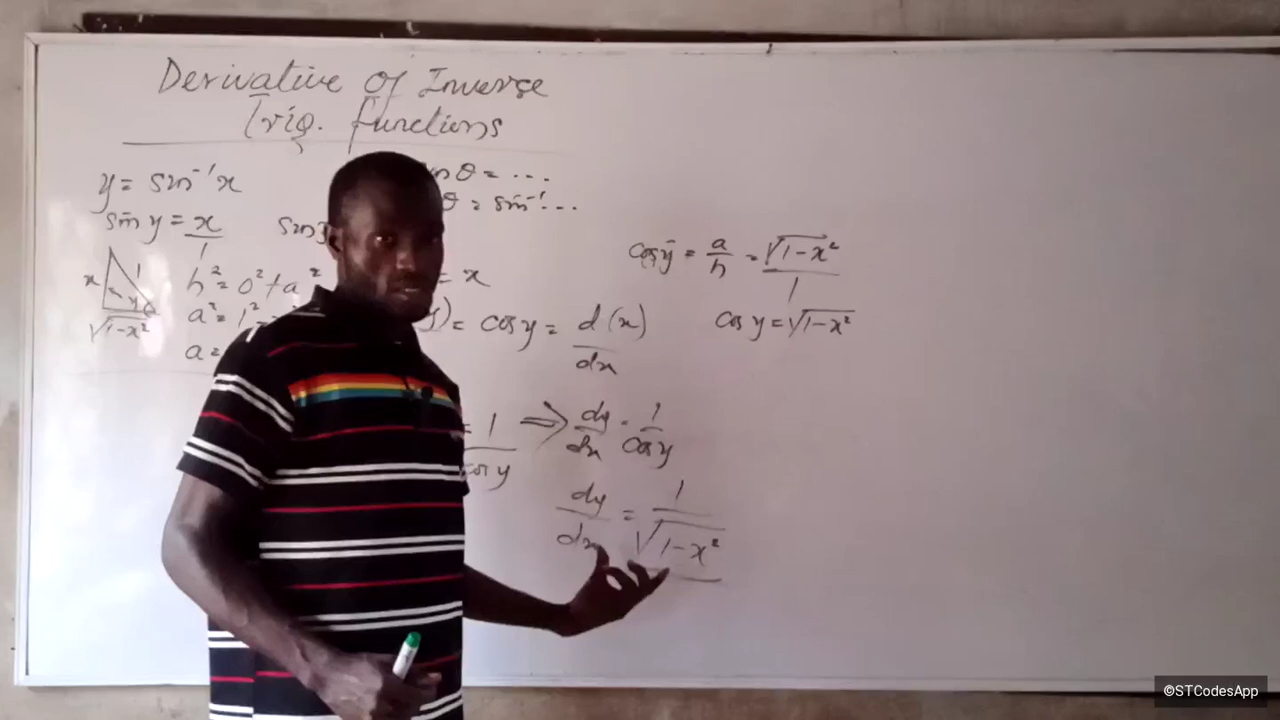 Derivative of Inverse
Trig. functions
y = sin⁻¹x
θ = ...
sin y = x/1
θ = sin⁻¹...
x 1 y
√1-x²
h² = o² + a²
= x
a² = 1²
a =
= cos y = d(x)/dx
= 1/cos y ⇒ dy/dx = 1/cos y
dy/dx = 1/√1-x²
cos y = a/h = √1-x²/1
cos y = √1-x²
©STCodesApp